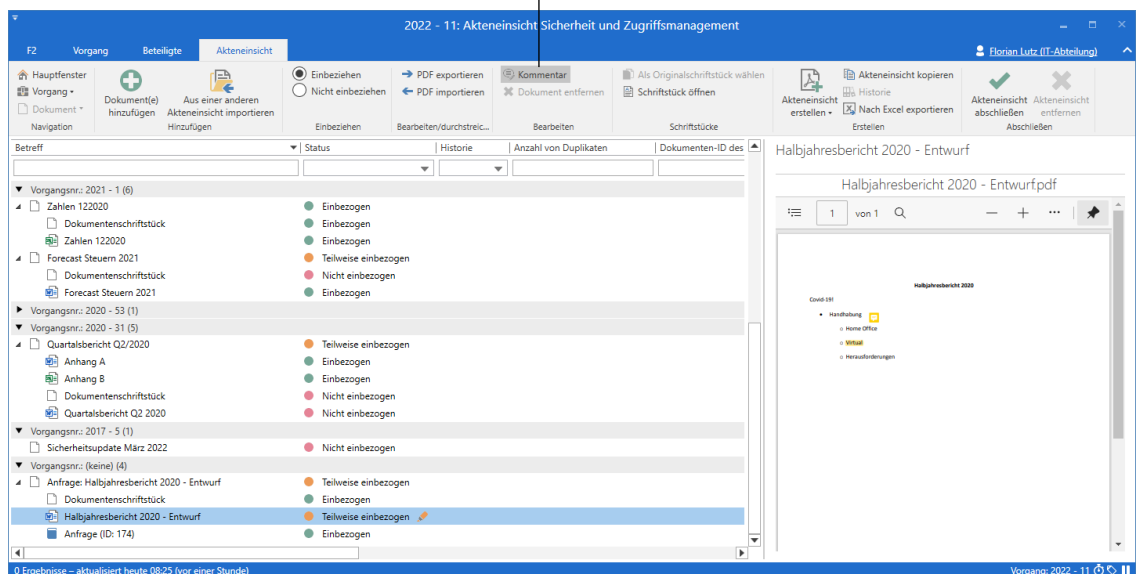 2022 - 11: Akteneinsicht Sicherheit und Zugriffsmanagement
F2 Vorgang Beteiligte Akteneinsicht Florian Lutz (IT-Abteilung)
Hauptfenster
Vorgang
Dokument
Navigation
Dokument(e) hinzufügen
Aus einer anderen Akteneinsicht importieren
Hinzufügen
Einbeziehen
Nicht einbeziehen
Einbeziehen
PDF exportieren
PDF importieren
Bearbeiten/durchstreic...
Kommentar
Dokument entfernen
Bearbeiten
Als Originalschriftstück wählen
Schriftstück öffnen
Schriftstücke
Akteneinsicht erstellen
Akteneinsicht kopieren
Historie
Nach Excel exportieren
Erstellen
Akteneinsicht abschließen
Akteneinsicht entfernen
Abschließen
Betreff Status Historie Anzahl von Duplikaten Dokumenten-ID des
Vorgangsnr.: 2021 - 1 (6)
Zahlen 122020 Einbezogen
Dokumentenschriftstück Einbezogen
Zahlen 122020 Einbezogen
Forecast Steuern 2021 Teilweise einbezogen
Dokumentenschriftstück Nicht einbezogen
Forecast Steuern 2021 Einbezogen
Vorgangsnr.: 2020 - 53 (1)
Vorgangsnr.: 2020 - 31 (5)
Quartalsbericht Q2/2020 Teilweise einbezogen
Anhang A Einbezogen
Anhang B Einbezogen
Dokumentenschriftstück Nicht einbezogen
Quartalsbericht Q2 2020 Nicht einbezogen
Vorgangsnr.: 2017 - 5 (1)
Sicherheitsupdate März 2022 Nicht einbezogen
Vorgangsnr.: (keine) (4)
Anfrage: Halbjahresbericht 2020 - Entwurf Teilweise einbezogen
Dokumentenschriftstück Einbezogen
Halbjahresbericht 2020 - Entwurf Teilweise einbezogen
Anfrage (ID: 174) Einbezogen
Halbjahresbericht 2020 - Entwurf
Halbjahresbericht 2020 - Entwurf.pdf
1 von 1
Halbjahresbericht 2020
Covid-19!
• Handhabung
o Home Office
o Virtual
o Herausforderungen
0 Ergebnisse – aktualisiert heute 08:25 (vor einer Stunde) Vorgang: 2022 - 11